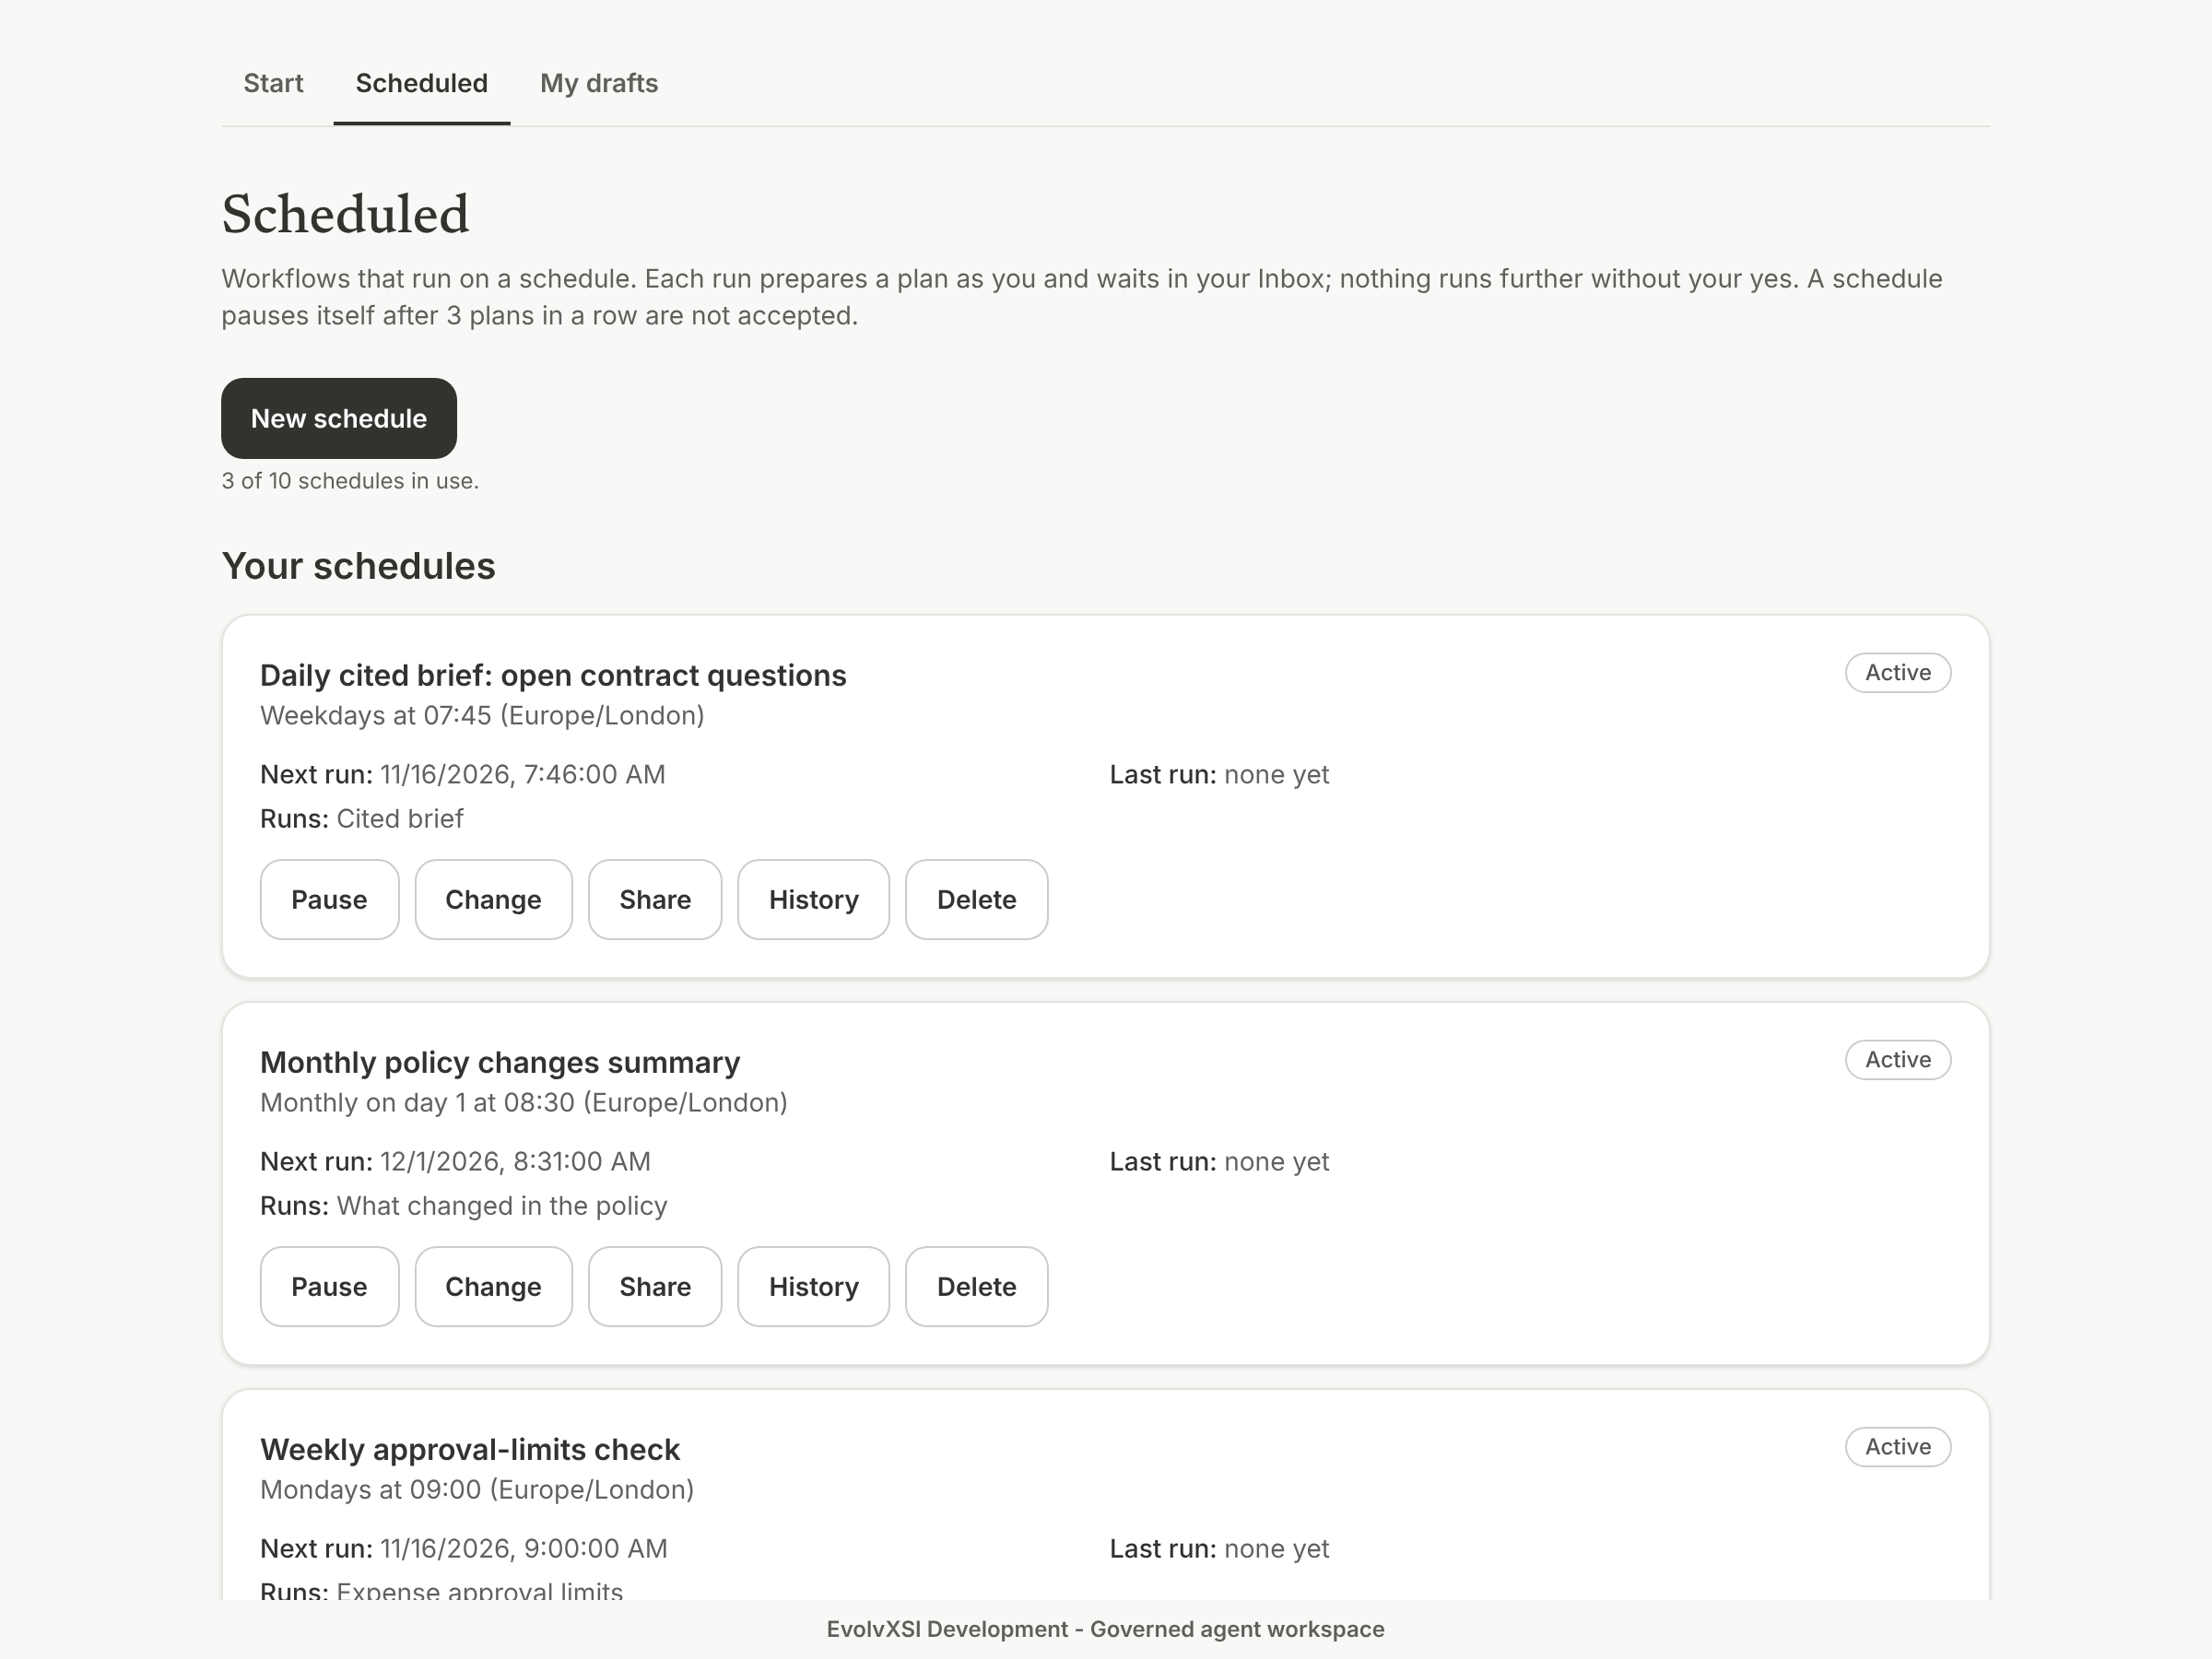 Start
Scheduled
My drafts
Scheduled
Workflows that run on a schedule. Each run prepares a plan as you and waits in your Inbox; nothing runs further without your yes. A schedule
pauses itself after 3 plans in a row are not accepted.
New schedule
3 of 10 schedules in use.
Your schedules
Daily cited brief: open contract questions
Active
Weekdays at 07:45 (Europe/London)
Next run: 11/16/2026, 7:46:00 AM
Last run: none yet
Runs: Cited brief
Pause
Change
Share
History
Delete
Monthly policy changes summary
Active
Monthly on day 1 at 08:30 (Europe/London)
Next run: 12/1/2026, 8:31:00 AM
Last run: none yet
Runs: What changed in the policy
Pause
Change
Share
History
Delete
Weekly approval-limits check
Active
Mondays at 09:00 (Europe/London)
Next run: 11/16/2026, 9:00:00 AM
Last run: none yet
Runs: Expense approval limits
EvolvXSI Development - Governed agent workspace